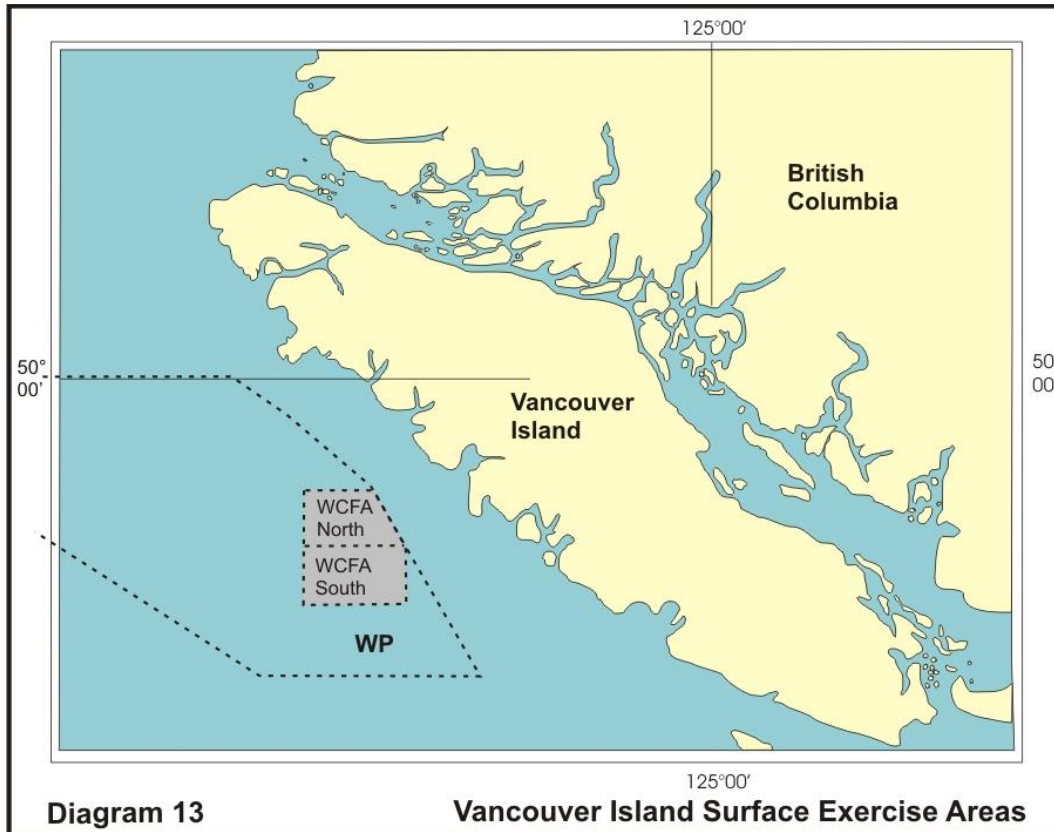 125°00'
British
Columbia
50°
00'
50
00
Vancouver
Island
WCFA
North
WCFA
South
WP
125°00'
Diagram 13
Vancouver Island Surface Exercise Areas